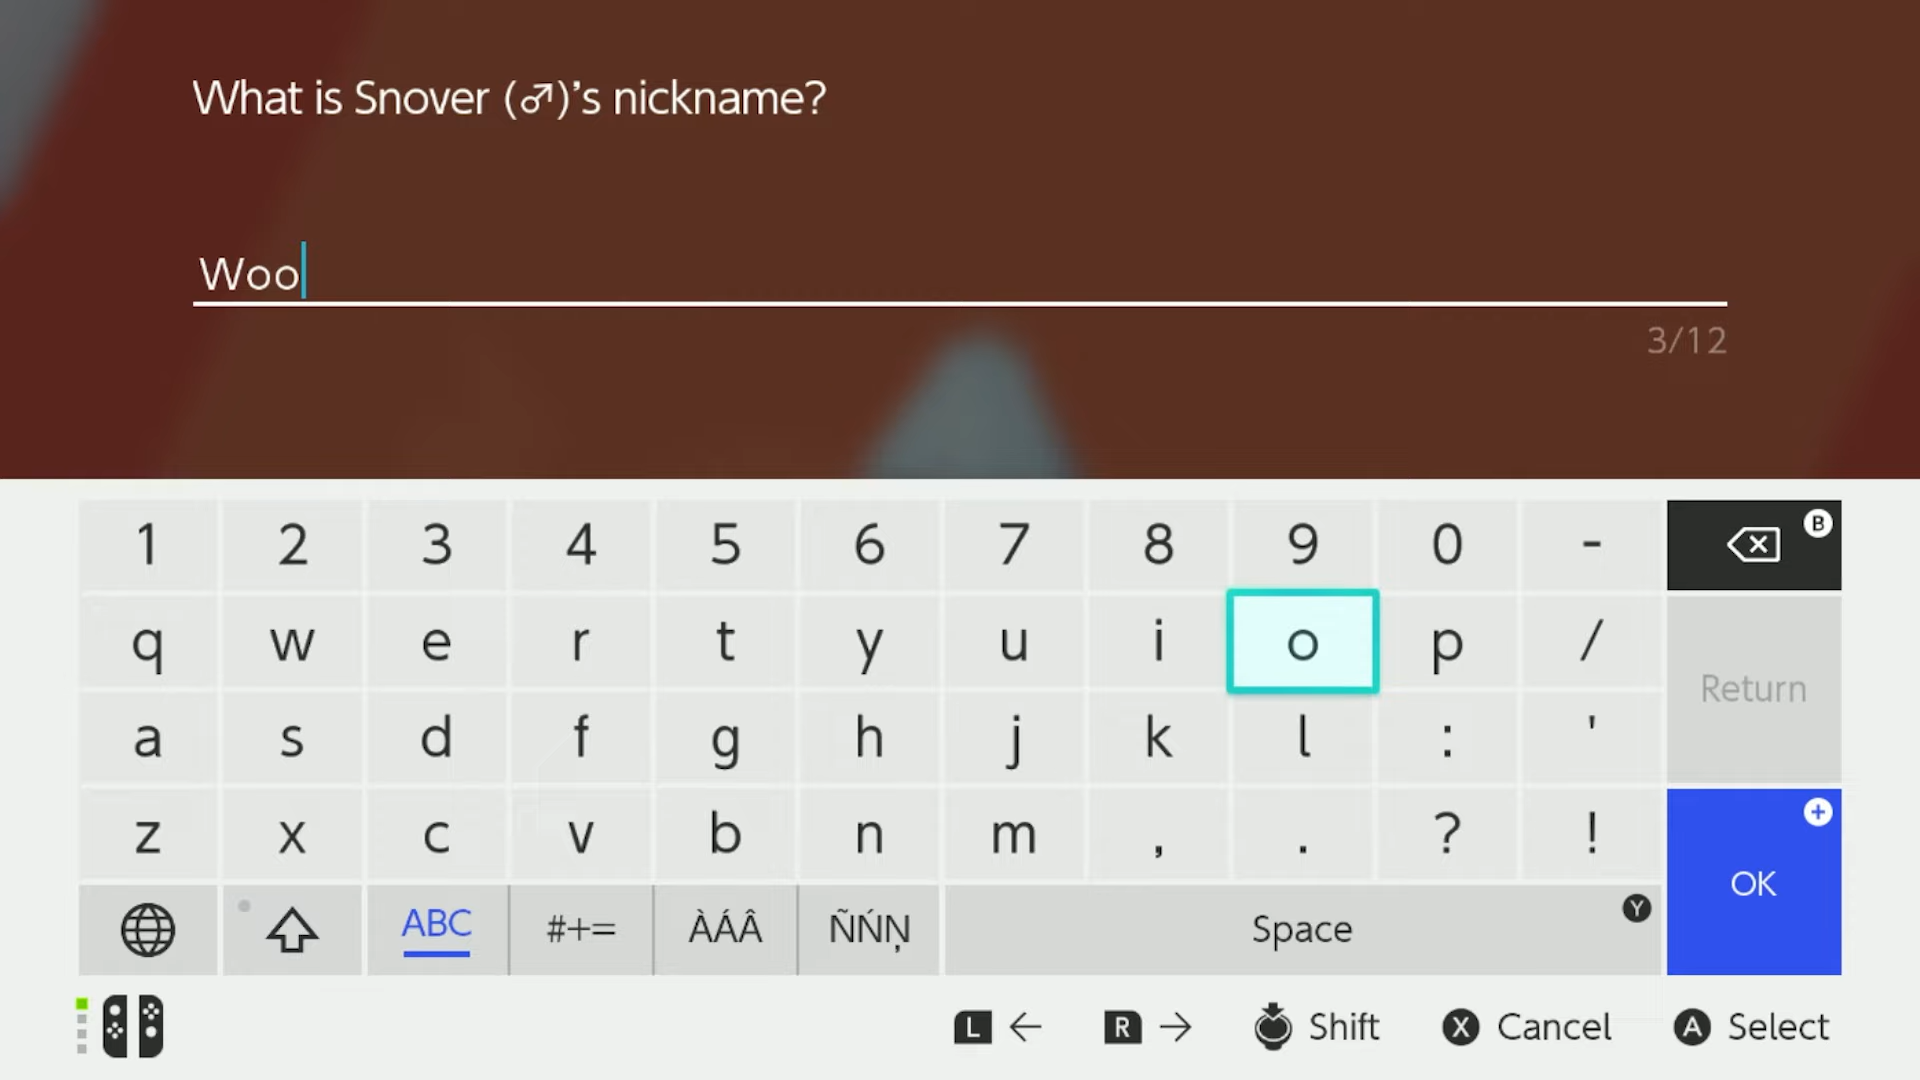 What is Snover (♂)’s nickname?
Woo
3/12
1 2 3 4 5 6 7 8 9 0 - B
q w e r t y u i o p / Return
a s d f g h j k l : '
z x c v b n m , . ? ! + OK
ABC #+= ÀÁÂ ÑŃŅ Space Y
L ← R → Shift X Cancel A Select